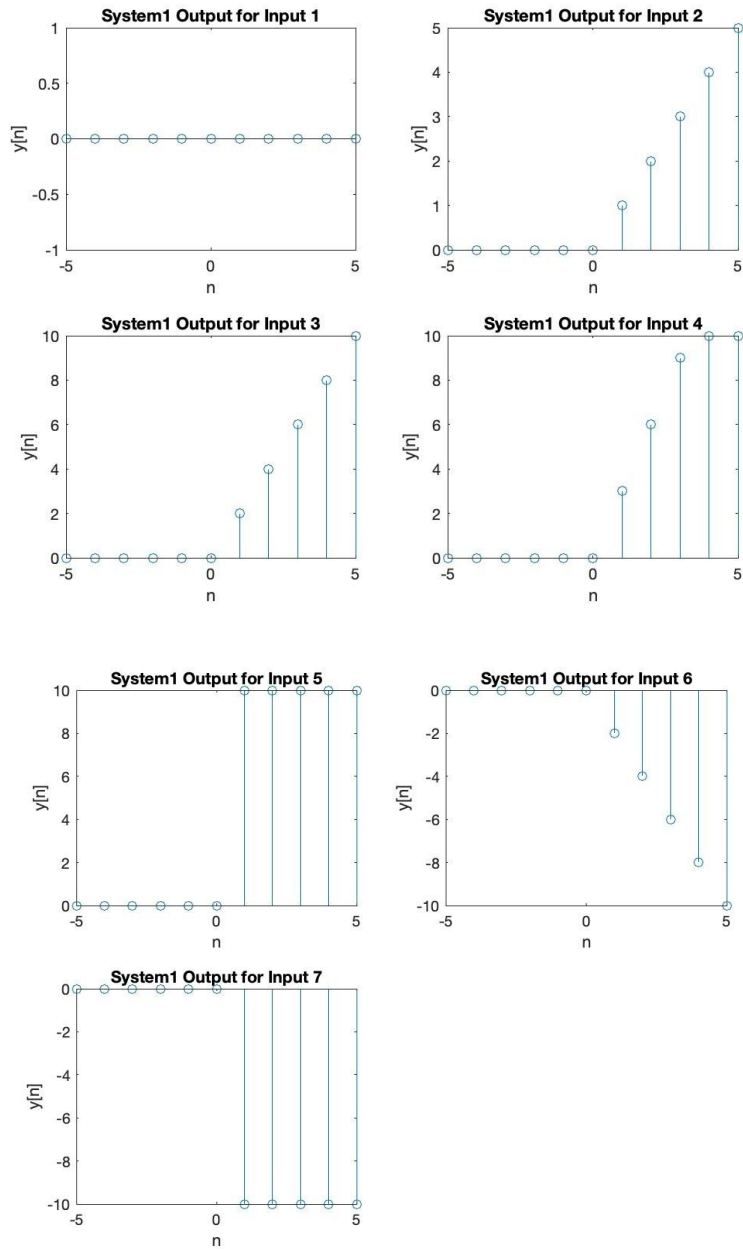 System1 Output for Input 1
1
0.5
0
-0.5
-1
y[n]
-5
0
5
n
System1 Output for Input 2
5
4
3
2
1
0
y[n]
-5
0
5
n
System1 Output for Input 3
10
8
6
4
2
0
y[n]
-5
0
5
n
System1 Output for Input 4
10
8
6
4
2
0
y[n]
-5
0
5
n
System1 Output for Input 5
10
8
6
4
2
0
y[n]
-5
0
5
n
System1 Output for Input 6
0
-2
-4
-6
-8
-10
y[n]
-5
0
5
n
System1 Output for Input 7
0
-2
-4
-6
-8
-10
y[n]
-5
0
5
n